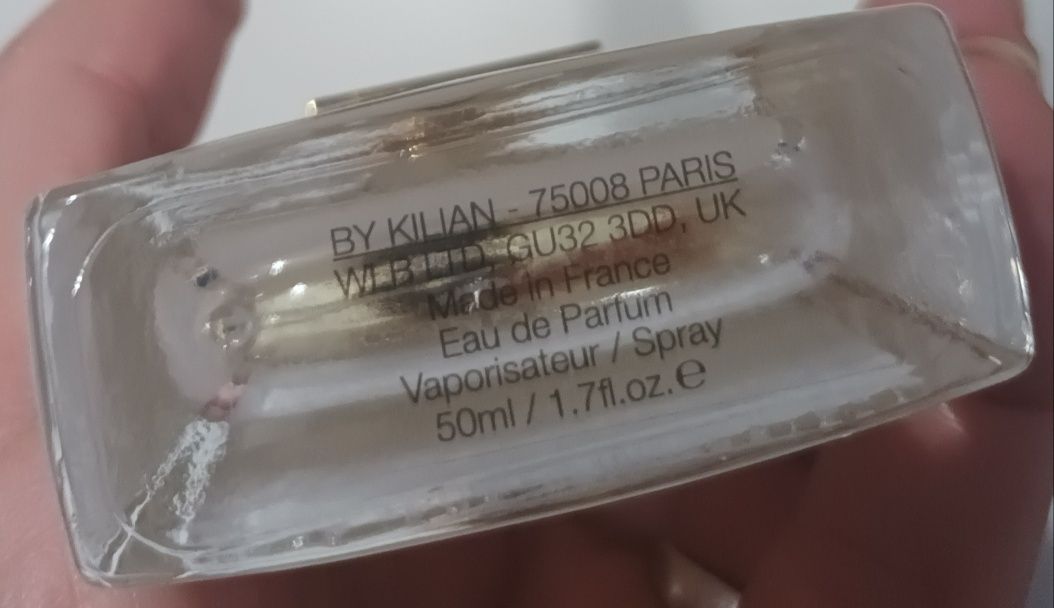 BY KILIAN - 75008 PARIS
WLB LTD, GU32 3DD, UK
Made in France
Eau de Parfum
Vaporisateur / Spray
50ml / 1.7fl.oz.℮